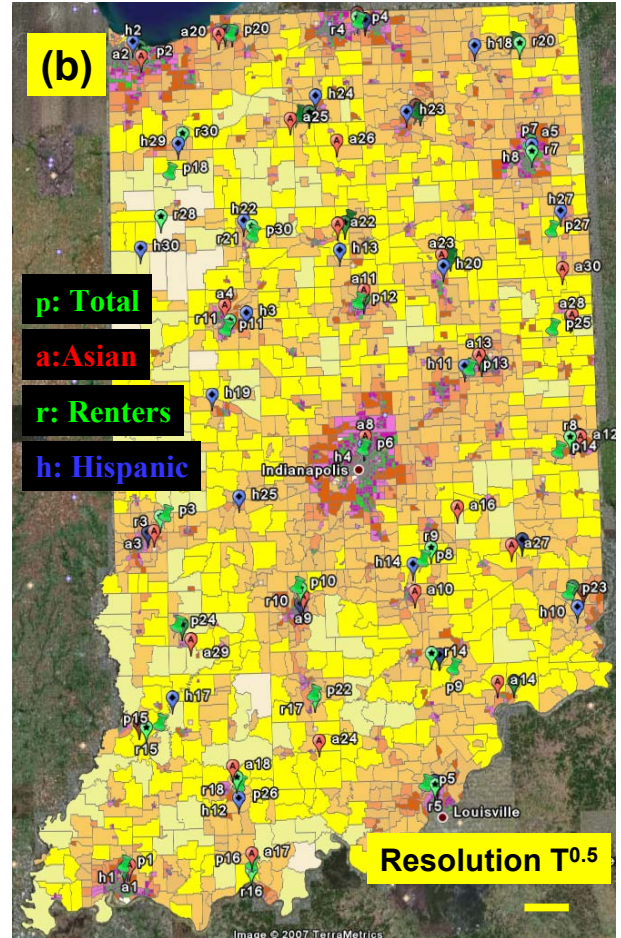 (b)
h2
a20
p20
r4
p4
a2
p2
h18
r20
h24
a25
h23
r30
h29
a26
p7
a5
h8
r7
p18
r28
h22
r21
p30
a22
h27
p27
h30
h13
a23
h20
a30
p: Total
a:Asian
r: Renters
h: Hispanic
a4
r11
p11
h3
a11
p12
a28
p25
a13
h11
p13
h19
a8
h4
p6
Indianapolis
r8
a12
p14
h25
a16
r3
p3
a3
r9
p8
a27
h14
r10
p10
a9
a10
p23
h10
p24
a29
r14
p9
h17
r17
p22
a14
p15
r15
a24
a18
r18
p26
h12
p5
r5
Louisville
h1
p1
a1
p16
a17
r16
Resolution T0.5
Image © 2007 TerraMetrics